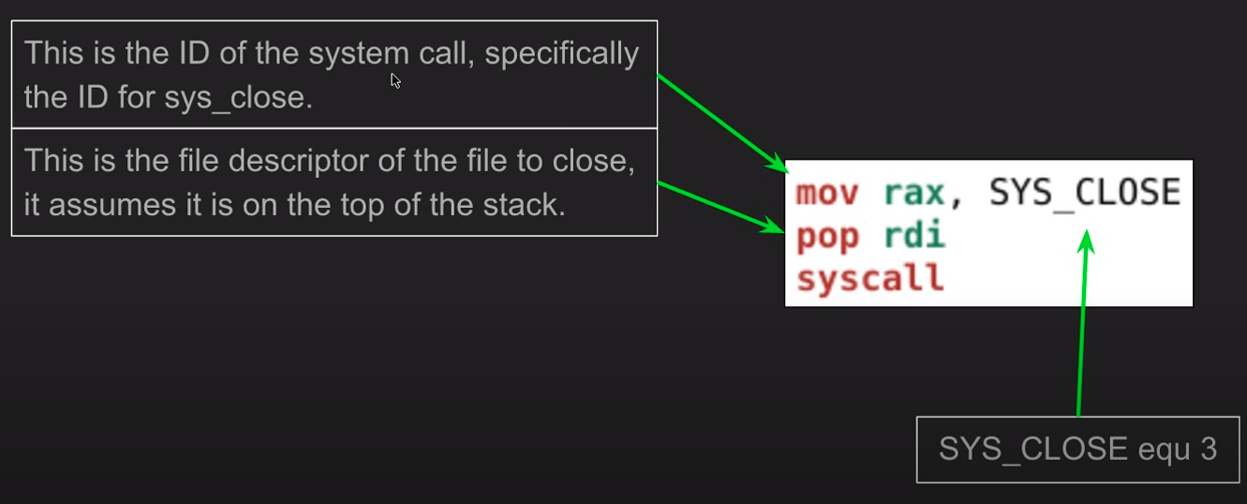 This is the ID of the system call, specifically
the ID for sys_close.
This is the file descriptor of the file to close,
it assumes it is on the top of the stack.
mov rax, SYS_CLOSE
pop rdi
syscall
SYS_CLOSE equ 3